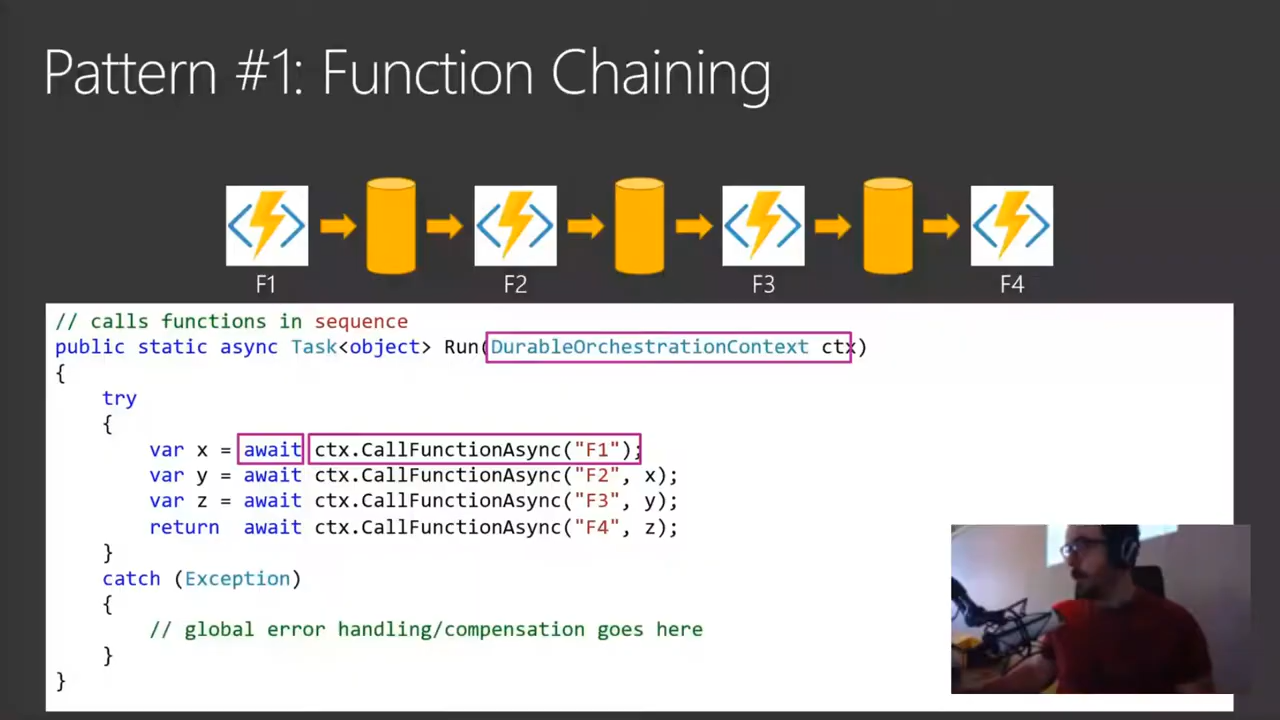 Pattern #1: Function Chaining
F1 F2 F3 F4
// calls functions in sequence
public static async Task<object> Run(DurableOrchestrationContext ctx)
{
    try
    {
        var x = await ctx.CallFunctionAsync("F1");
        var y = await ctx.CallFunctionAsync("F2", x);
        var z = await ctx.CallFunctionAsync("F3", y);
        return  await ctx.CallFunctionAsync("F4", z);
    }
    catch (Exception)
    {
        // global error handling/compensation goes here
    }
}